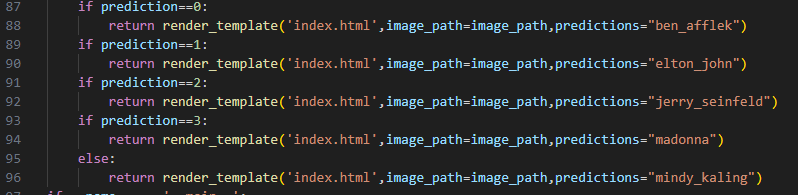 87 if prediction==0:
88 return render_template('index.html',image_path=image_path,predictions="ben_afflek")
89 if prediction==1:
90 return render_template('index.html',image_path=image_path,predictions="elton_john")
91 if prediction==2:
92 return render_template('index.html',image_path=image_path,predictions="jerry_seinfeld")
93 if prediction==3:
94 return render_template('index.html',image_path=image_path,predictions="madonna")
95 else:
96 return render_template('index.html',image_path=image_path,predictions="mindy_kaling")